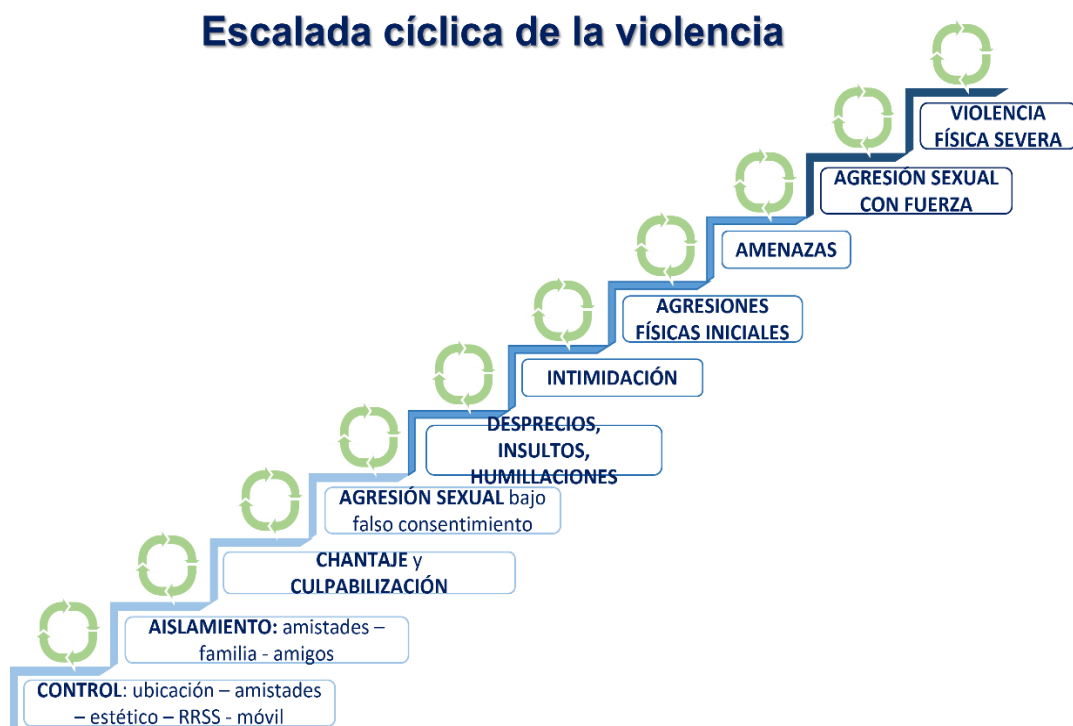 Escalada cíclica de la violencia
VIOLENCIA
FÍSICA SEVERA
AGRESIÓN SEXUAL
CON FUERZA
AMENAZAS
AGRESIONES
FÍSICAS INICIALES
INTIMIDACIÓN
DESPRECIOS,
INSULTOS,
HUMILLACIONES
AGRESIÓN SEXUAL bajo
falso consentimiento
CHANTAJE y
CULPABILIZACIÓN
AISLAMIENTO: amistades –
familia - amigos
CONTROL: ubicación – amistades
– estético – RRSS - móvil